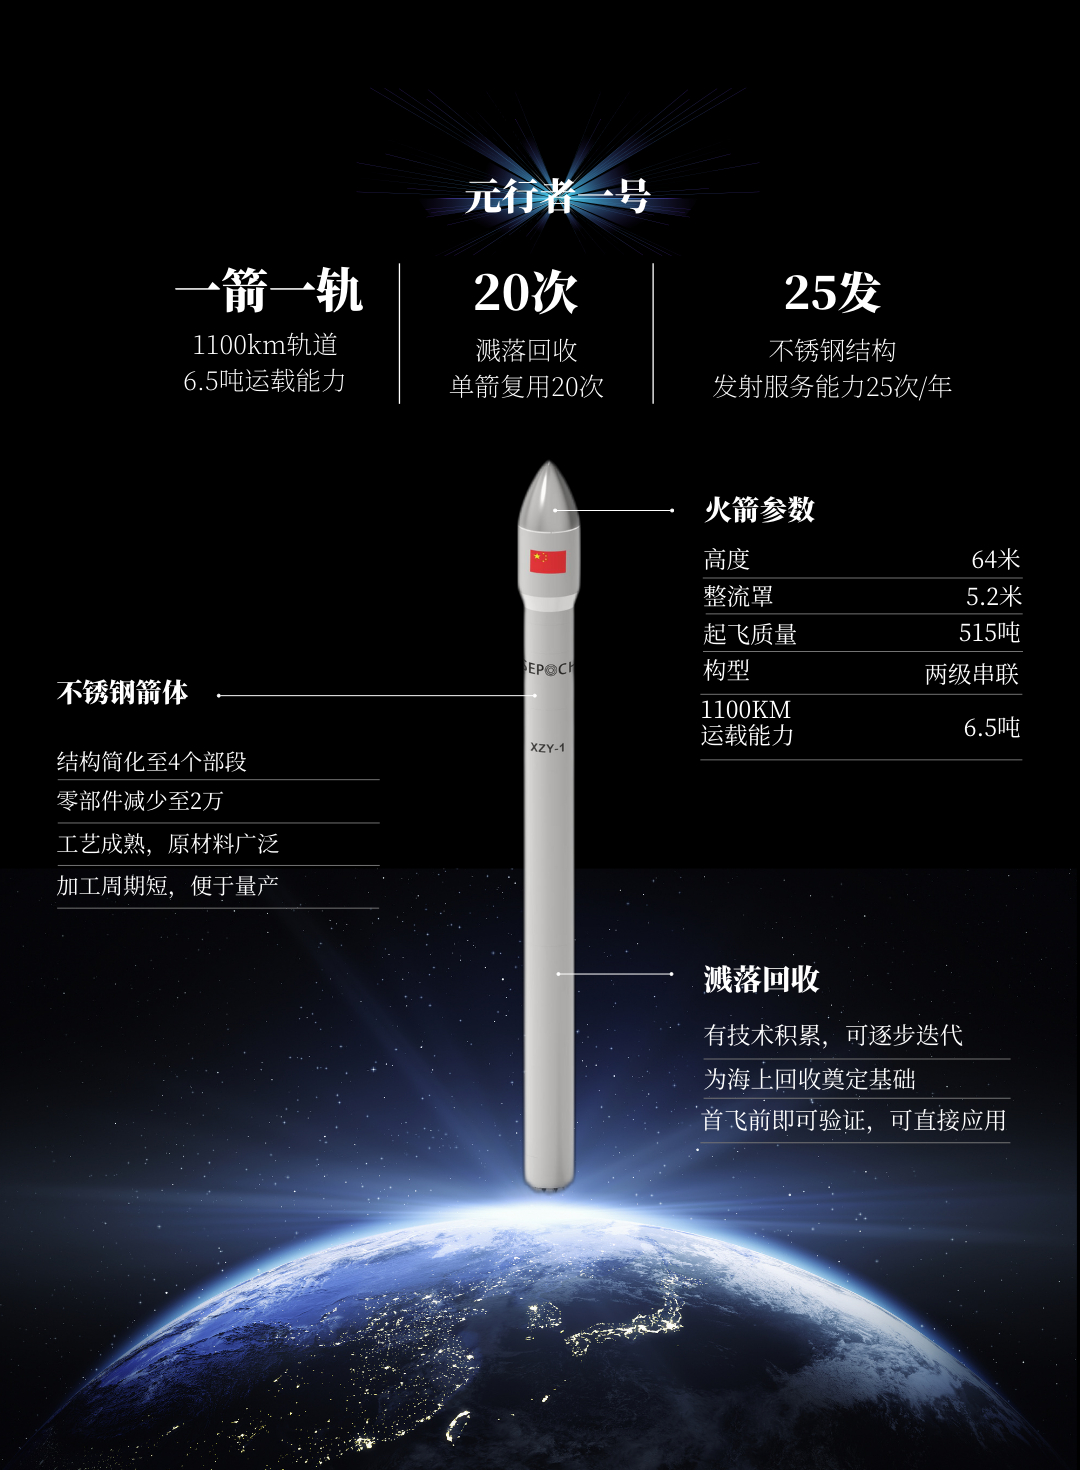 元行者一号
一箭一轨
1100km轨道
6.5吨运载能力
20次
溅落回收
单箭复用20次
25发
不锈钢结构
发射服务能力25次/年
火箭参数
高度 64米
整流罩 5.2米
起飞质量 515吨
构型 两级串联
1100KM
运载能力 6.5吨
SEPOCH
XZY-1
不锈钢箭体
结构简化至4个部段
零部件减少至2万
工艺成熟，原材料广泛
加工周期短，便于量产
溅落回收
有技术积累，可逐步迭代
为海上回收奠定基础
首飞前即可验证，可直接应用